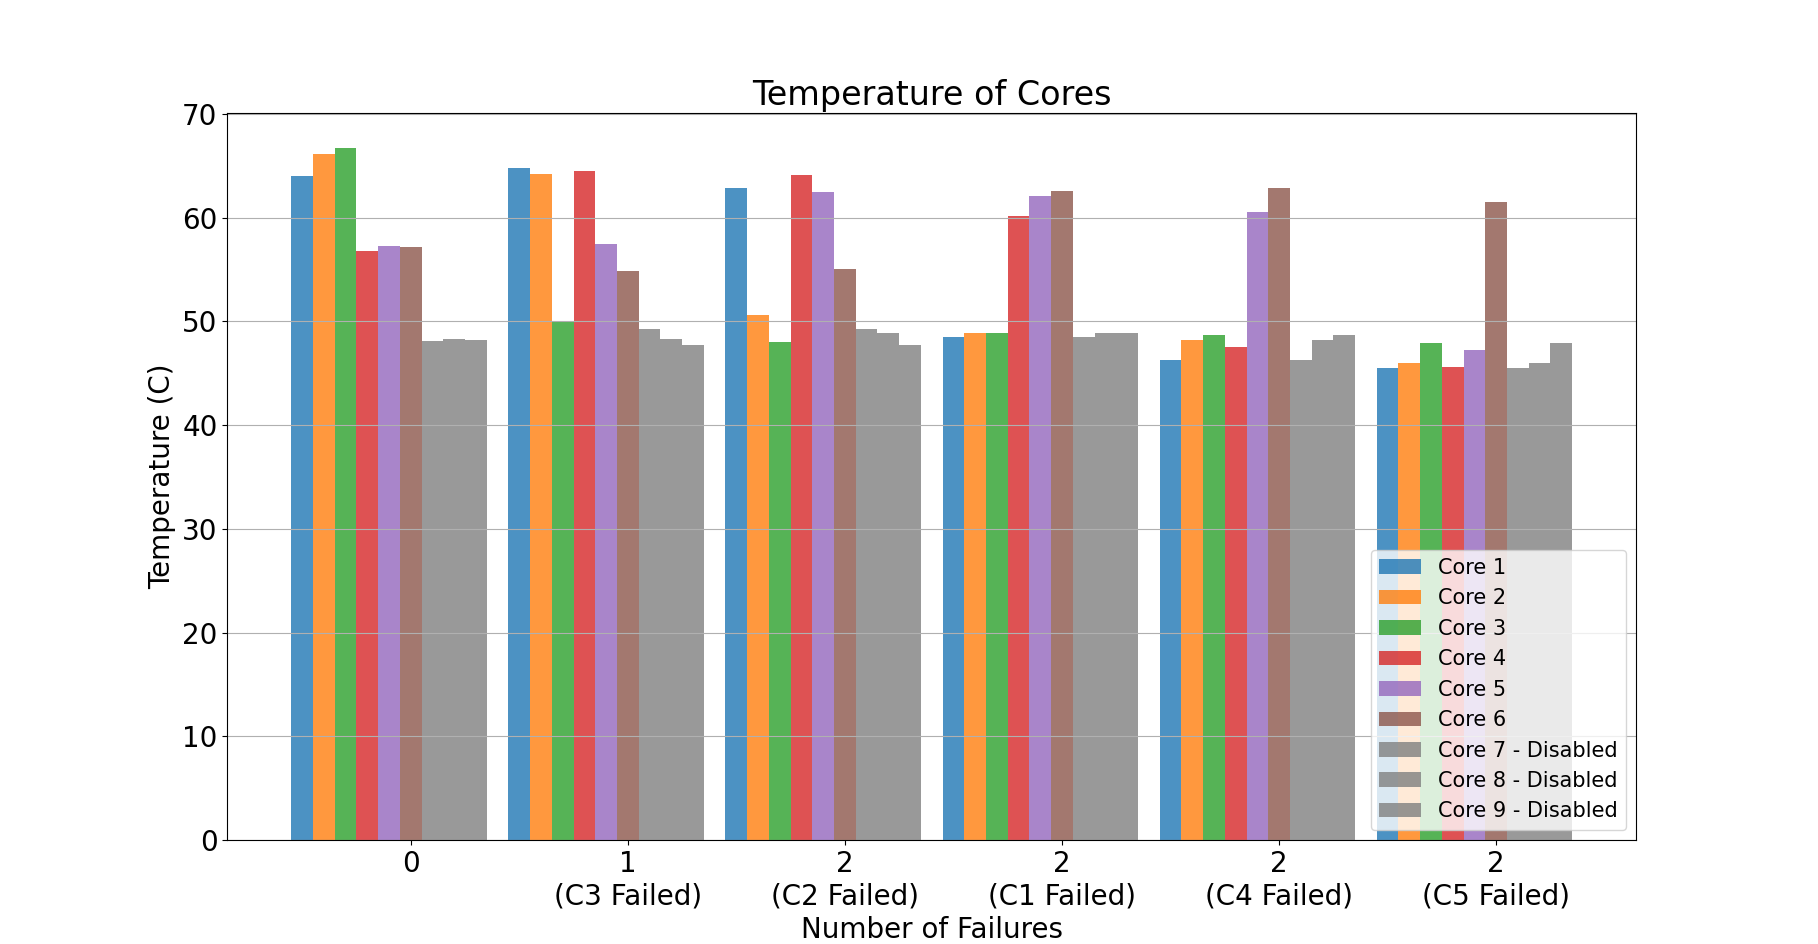 Temperature of Cores
70
60
50
40
30
20
10
0
Temperature (C)
Core 1
Core 2
Core 3
Core 4
Core 5
Core 6
Core 7 - Disabled
Core 8 - Disabled
Core 9 - Disabled
0 1 2 2 2 2
(C3 Failed) (C2 Failed) (C1 Failed) (C4 Failed) (C5 Failed)
Number of Failures